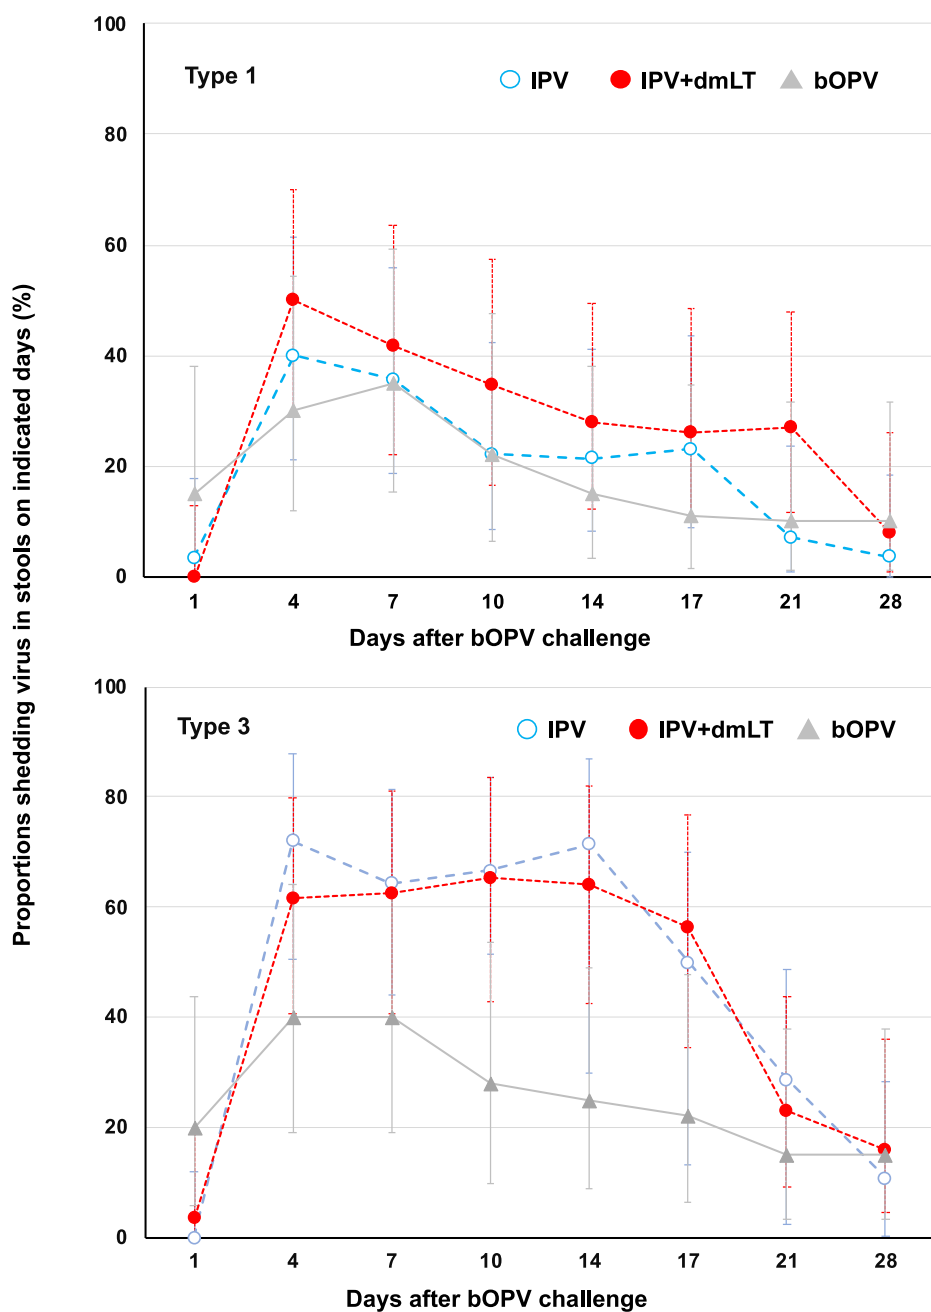 Proportions shedding virus in stools on indicated days (%)
100
80
60
40
20
0
Type 1
IPV IPV+dmLT bOPV
1 4 7 10 14 17 21 28
Days after bOPV challenge
100
80
60
40
20
0
Type 3
IPV IPV+dmLT bOPV
1 4 7 10 14 17 21 28
Days after bOPV challenge